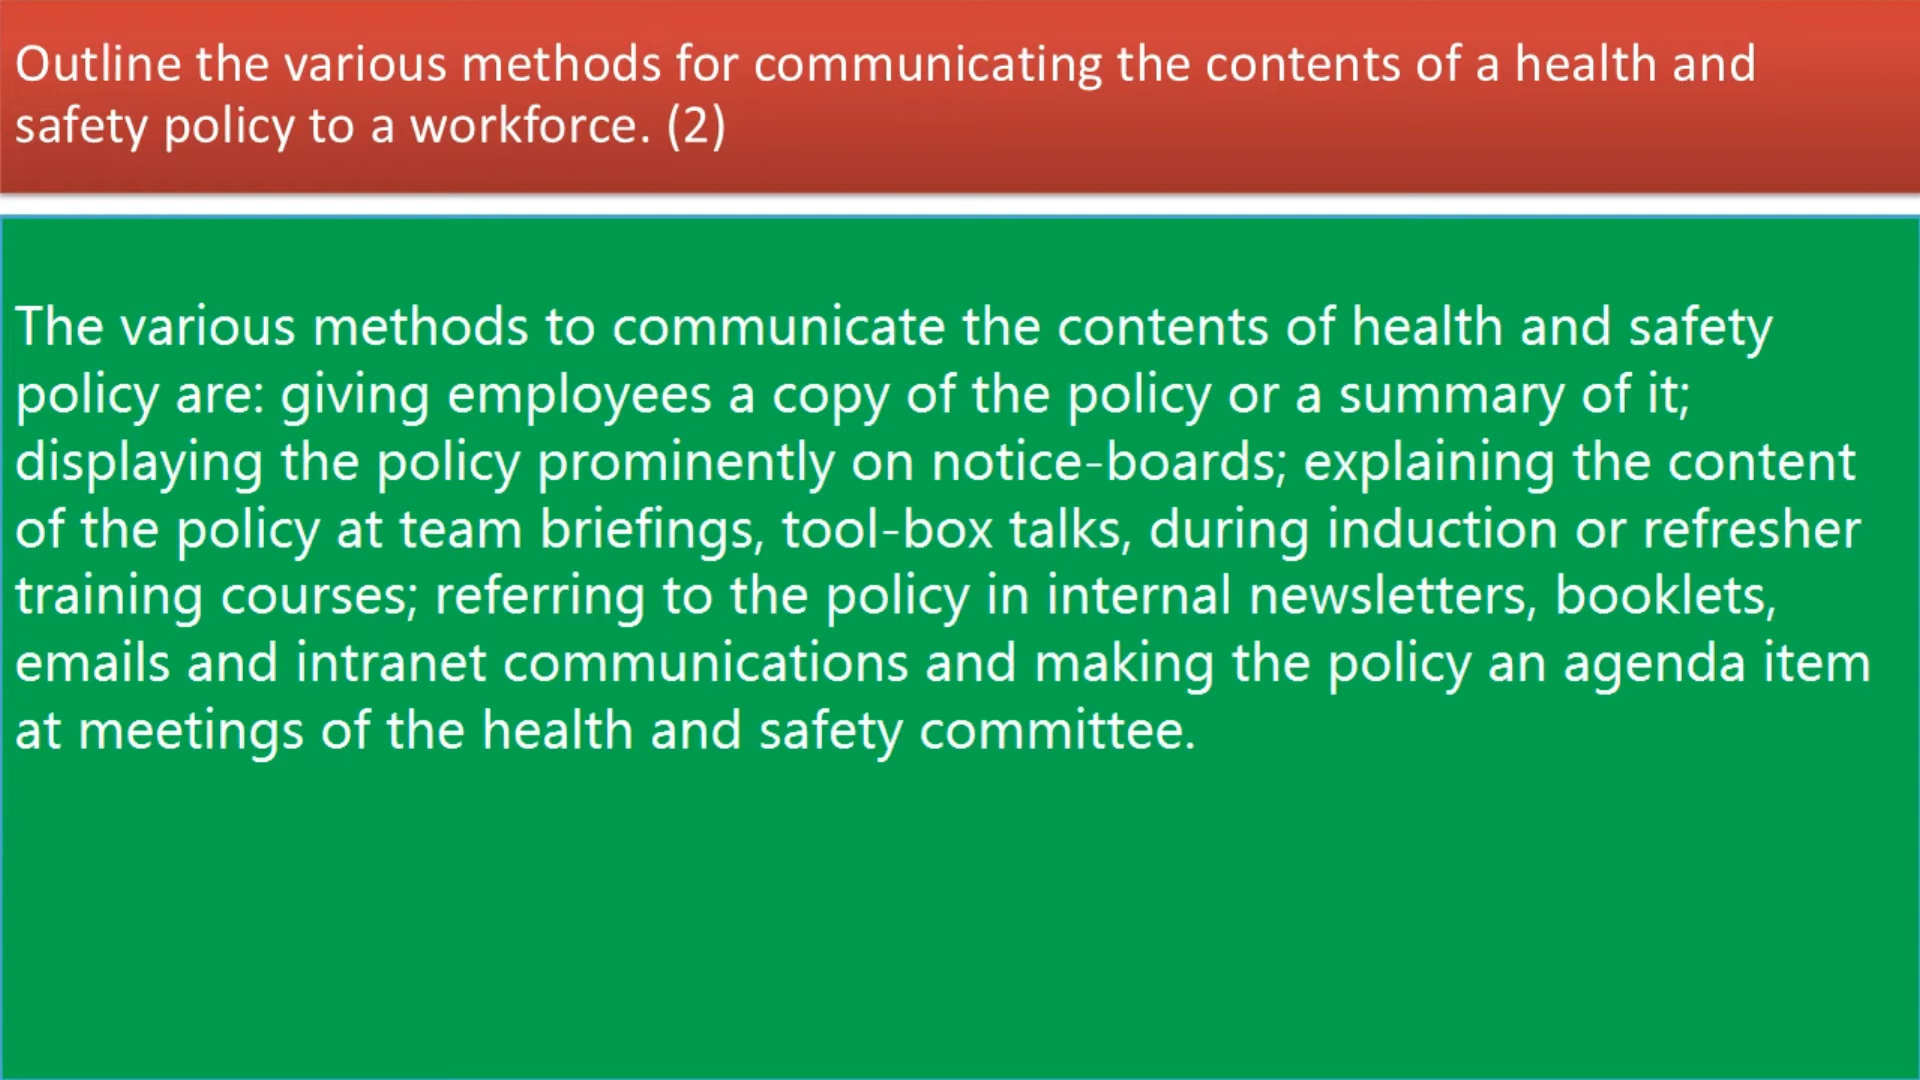 Outline the various methods for communicating the contents of a health and
safety policy to a workforce. (2)
The various methods to communicate the contents of health and safety
policy are: giving employees a copy of the policy or a summary of it;
displaying the policy prominently on notice-boards; explaining the content
of the policy at team briefings, tool-box talks, during induction or refresher
training courses; referring to the policy in internal newsletters, booklets,
emails and intranet communications and making the policy an agenda item
at meetings of the health and safety committee.